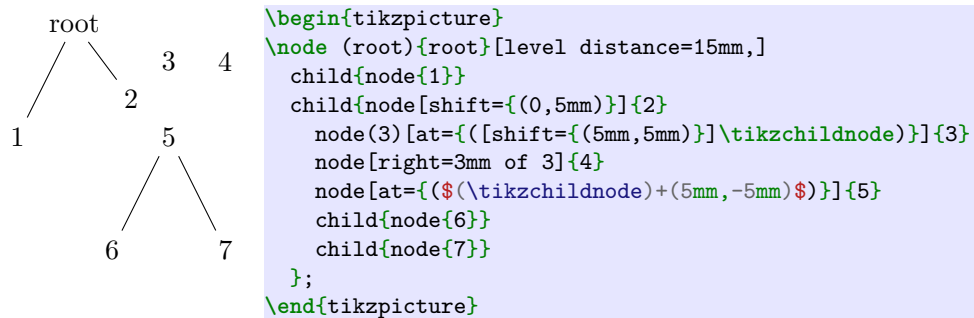 root
3 4
2
1 5
6 7
\begin{tikzpicture}
\node (root){root}[level distance=15mm,]
  child{node{1}}
  child{node[shift={(0,5mm)}]{2}
    node(3)[at={([shift={(5mm,5mm)}]\tikzchildnode)}]{3}
    node[right=3mm of 3]{4}
    node[at={($(\tikzchildnode)+(5mm,-5mm)$)}]{5}
    child{node{6}}
    child{node{7}}
  };
\end{tikzpicture}